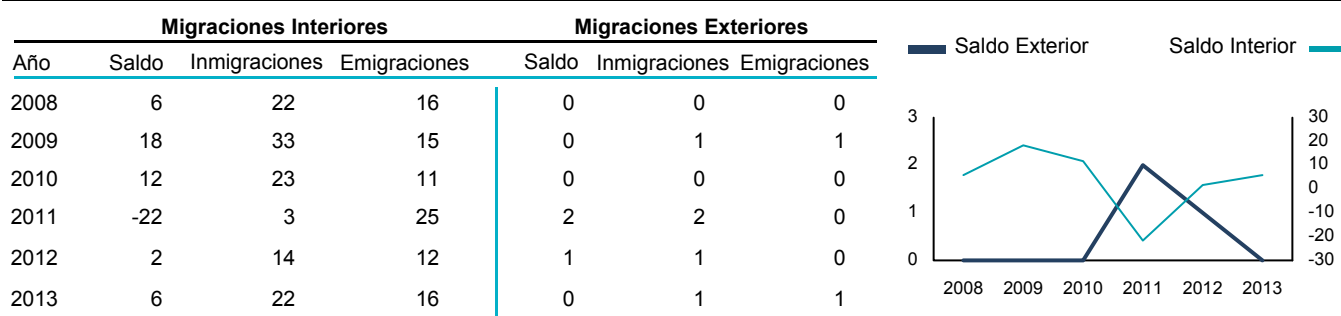 Migraciones Interiores Migraciones Exteriores
Año Saldo Inmigraciones Emigraciones Saldo Inmigraciones Emigraciones
2008 6 22 16 0 0 0
2009 18 33 15 0 1 1
2010 12 23 11 0 0 0
2011 -22 3 25 2 2 0
2012 2 14 12 1 1 0
2013 6 22 16 0 1 1
Saldo Exterior Saldo Interior
3 30
20
2 10
0
1 -10
-20
0 -30
2008 2009 2010 2011 2012 2013